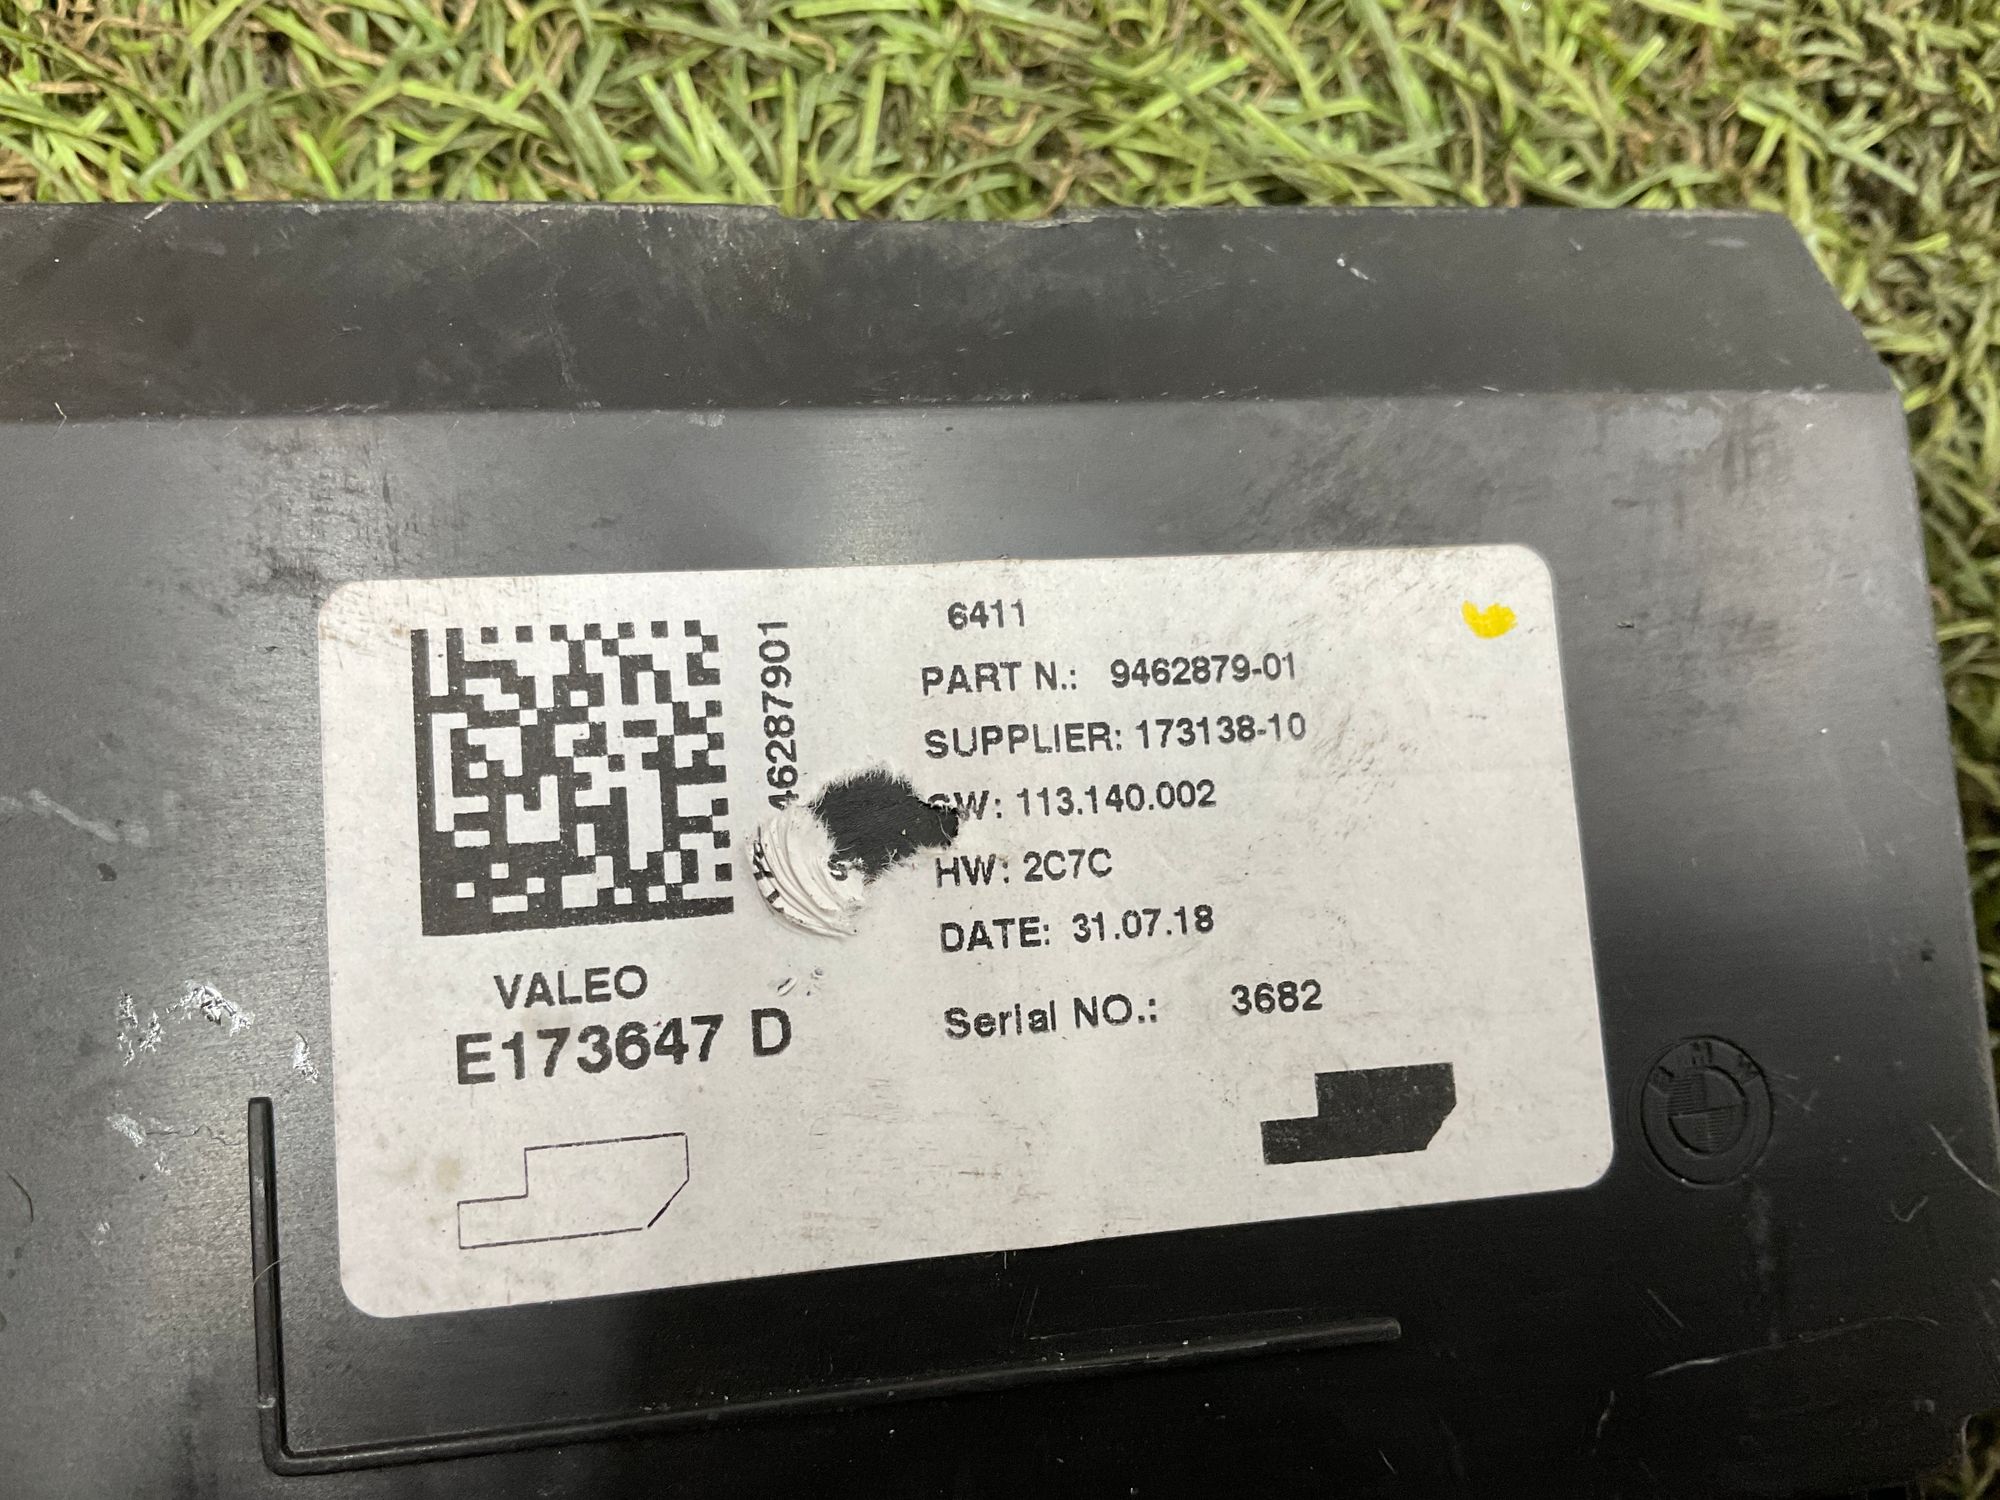 6411
PART N.: 9462879-01
SUPPLIER: 173138-10
113.140.002
HW: 2C7C
DATE: 31.07.18
Serial NO.: 3682
VALEO
E173647 D
BMW